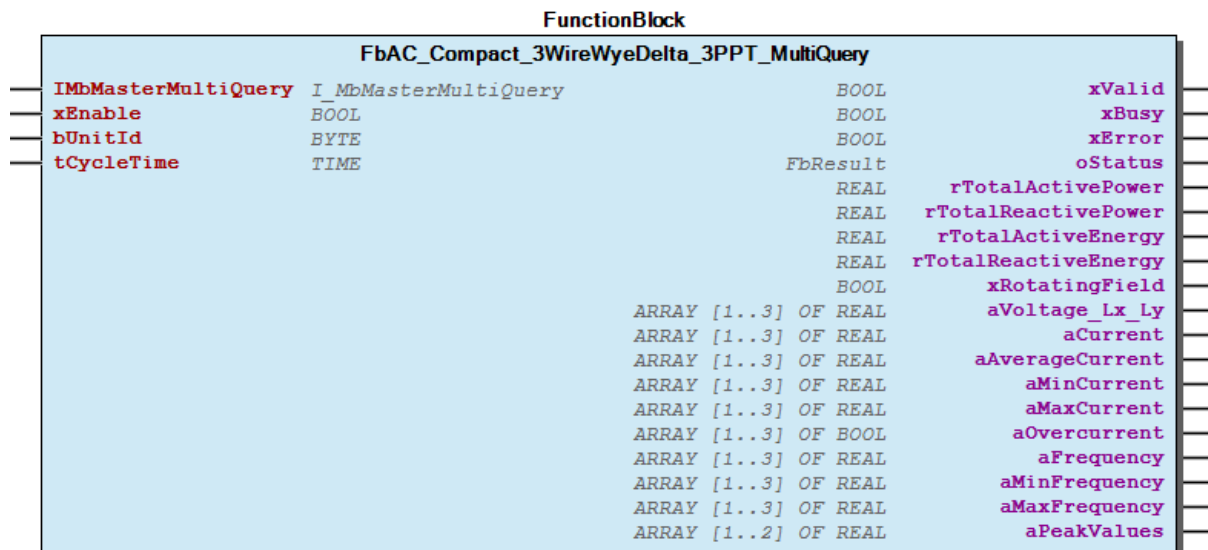 FunctionBlock
FbAC_Compact_3WireWyeDelta_3PPT_MultiQuery
IMbMasterMultiQuery I_MbMasterMultiQuery BOOL xValid
xEnable BOOL BOOL xBusy
bUnitId BYTE BOOL xError
tCycleTime TIME FbResult oStatus
REAL rTotalActivePower
REAL rTotalReactivePower
REAL rTotalActiveEnergy
REAL rTotalReactiveEnergy
BOOL xRotatingField
ARRAY [1..3] OF REAL aVoltage_Lx_Ly
ARRAY [1..3] OF REAL aCurrent
ARRAY [1..3] OF REAL aAverageCurrent
ARRAY [1..3] OF REAL aMinCurrent
ARRAY [1..3] OF REAL aMaxCurrent
ARRAY [1..3] OF BOOL aOvercurrent
ARRAY [1..3] OF REAL aFrequency
ARRAY [1..3] OF REAL aMinFrequency
ARRAY [1..3] OF REAL aMaxFrequency
ARRAY [1..2] OF REAL aPeakValues